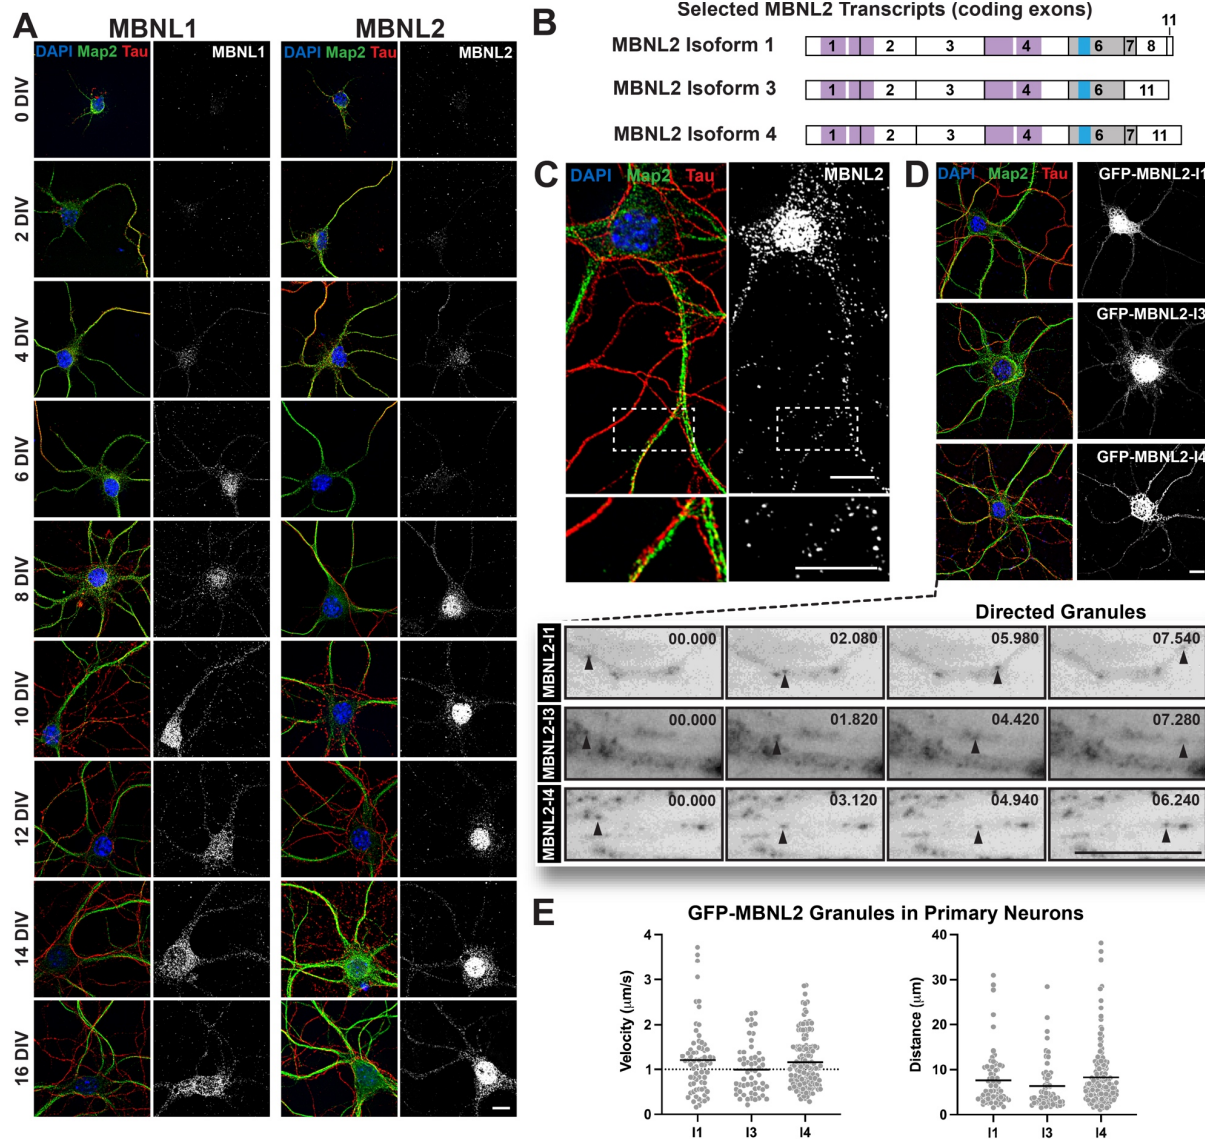 A
MBNL1
MBNL2
DAPI Map2 Tau
MBNL1
DAPI Map2 Tau
MBNL2
0 DIV
2 DIV
4 DIV
6 DIV
8 DIV
10 DIV
12 DIV
14 DIV
16 DIV
B
Selected MBNL2 Transcripts (coding exons)
11
MBNL2 Isoform 1
1 2 3 4 6 7 8
MBNL2 Isoform 3
1 2 3 4 6 11
MBNL2 Isoform 4
1 2 3 4 6 7 11
C
DAPI Map2 Tau
MBNL2
D
DAPI Map2 Tau
GFP-MBNL2-I1
GFP-MBNL2-I3
GFP-MBNL2-I4
Directed Granules
MBNL2-I1
00.000 02.080 05.980 07.540
MBNL2-I3
00.000 01.820 04.420 07.280
MBNL2-I4
00.000 03.120 04.940 06.240
E
GFP-MBNL2 Granules in Primary Neurons
Velocity (µm/s)
4
3
2
1
0
I1 I3 I4
Distance (µm)
40
30
20
10
0
I1 I3 I4